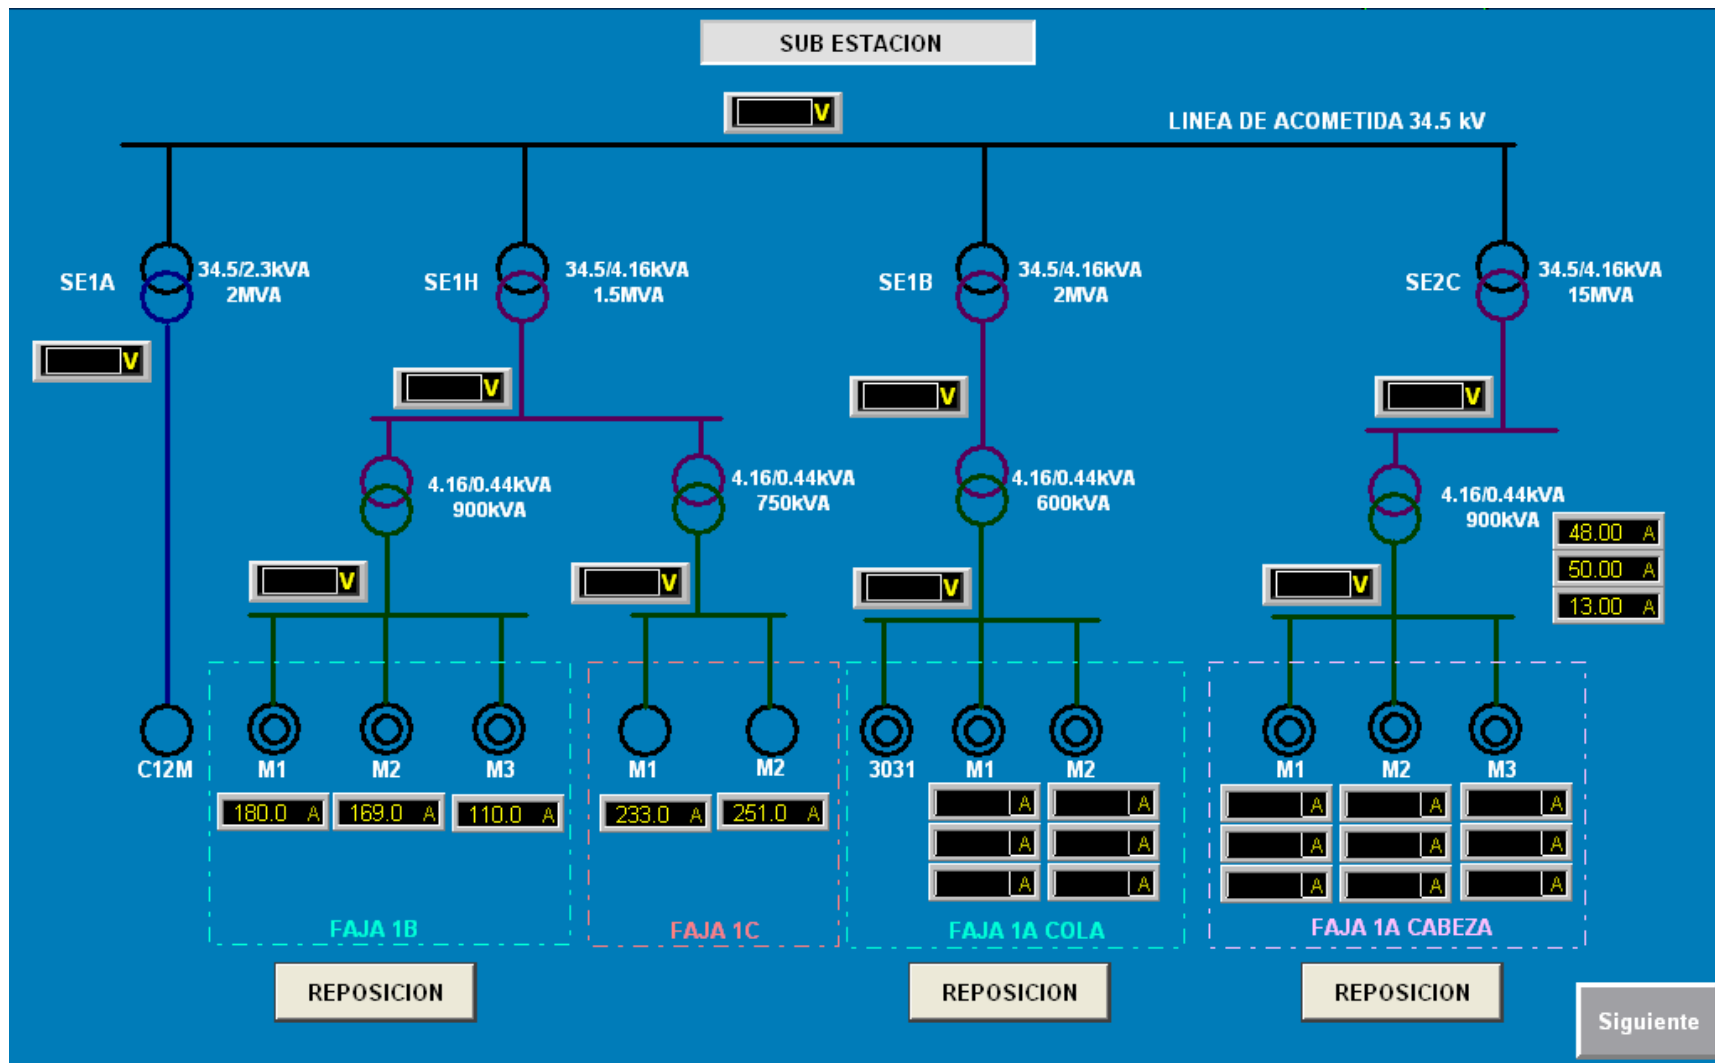 SUB ESTACION
V
LINEA DE ACOMETIDA 34.5 kV
SE1A
34.5/2.3kVA
2MVA
SE1H
34.5/4.16kVA
1.5MVA
SE1B
34.5/4.16kVA
2MVA
SE2C
34.5/4.16kVA
15MVA
V
V
V
V
4.16/0.44kVA
900kVA
4.16/0.44kVA
750kVA
4.16/0.44kVA
600kVA
4.16/0.44kVA
900kVA
48.00 A
50.00 A
13.00 A
V
V
V
V
C12M
M1
M2
M3
M1
M2
3031
M1
M2
M1
M2
M3
180.0 A
169.0 A
110.0 A
233.0 A
251.0 A
A A A A A
A A A A A
A A A A A
FAJA 1B
FAJA 1C
FAJA 1A COLA
FAJA 1A CABEZA
REPOSICION
REPOSICION
REPOSICION
Siguiente